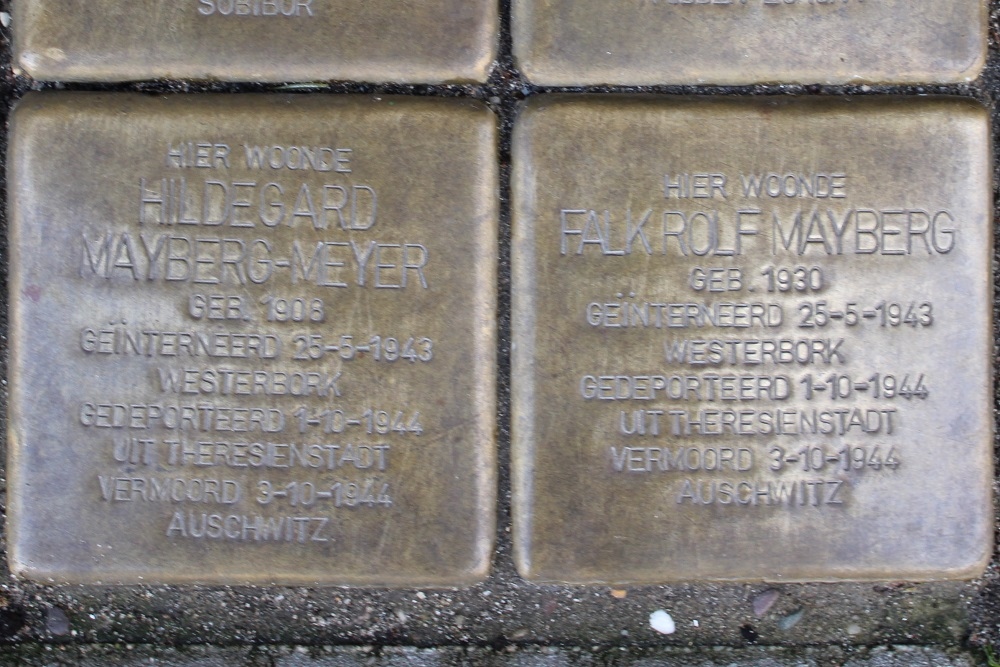 SOBIBOR
HIER WOONDE
HILDEGARD
MAYBERG-MEYER
GEB. 1908
GEÏNTERNEERD 25-5-1943
WESTERBORK
GEDEPORTEERD 1-10-1944
UIT THERESIENSTADT
VERMOORD 3-10-1944
AUSCHWITZ
HIER WOONDE
FALK ROLF MAYBERG
GEB. 1930
GEÏNTERNEERD 25-5-1943
WESTERBORK
GEDEPORTEERD 1-10-1944
UIT THERESIENSTADT
VERMOORD 3-10-1944
AUSCHWITZ